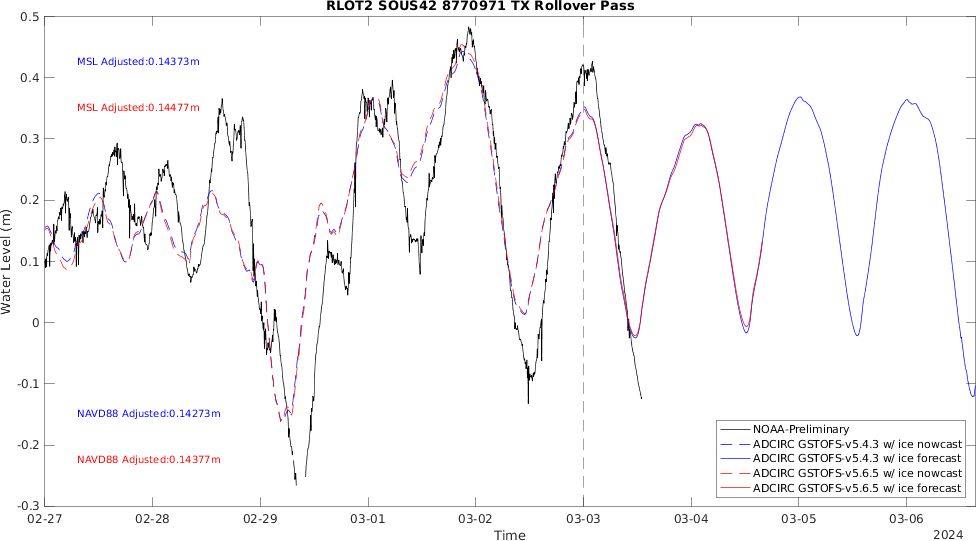 RLOT2 SOUS42 8770971 TX Rollover Pass
0.5
0.4
0.3
0.2
0.1
0
-0.1
-0.2
-0.3
Water Level (m)
MSL Adjusted:0.14373m
MSL Adjusted:0.14477m
NAVD88 Adjusted:0.14273m
NAVD88 Adjusted:0.14377m
NOAA-Preliminary
ADCIRC GSTOFS-v5.4.3 w/ ice nowcast
ADCIRC GSTOFS-v5.4.3 w/ ice forecast
ADCIRC GSTOFS-v5.6.5 w/ ice nowcast
ADCIRC GSTOFS-v5.6.5 w/ ice forecast
02-27 02-28 02-29 03-01 03-02 03-03 03-04 03-05 03-06
Time
2024